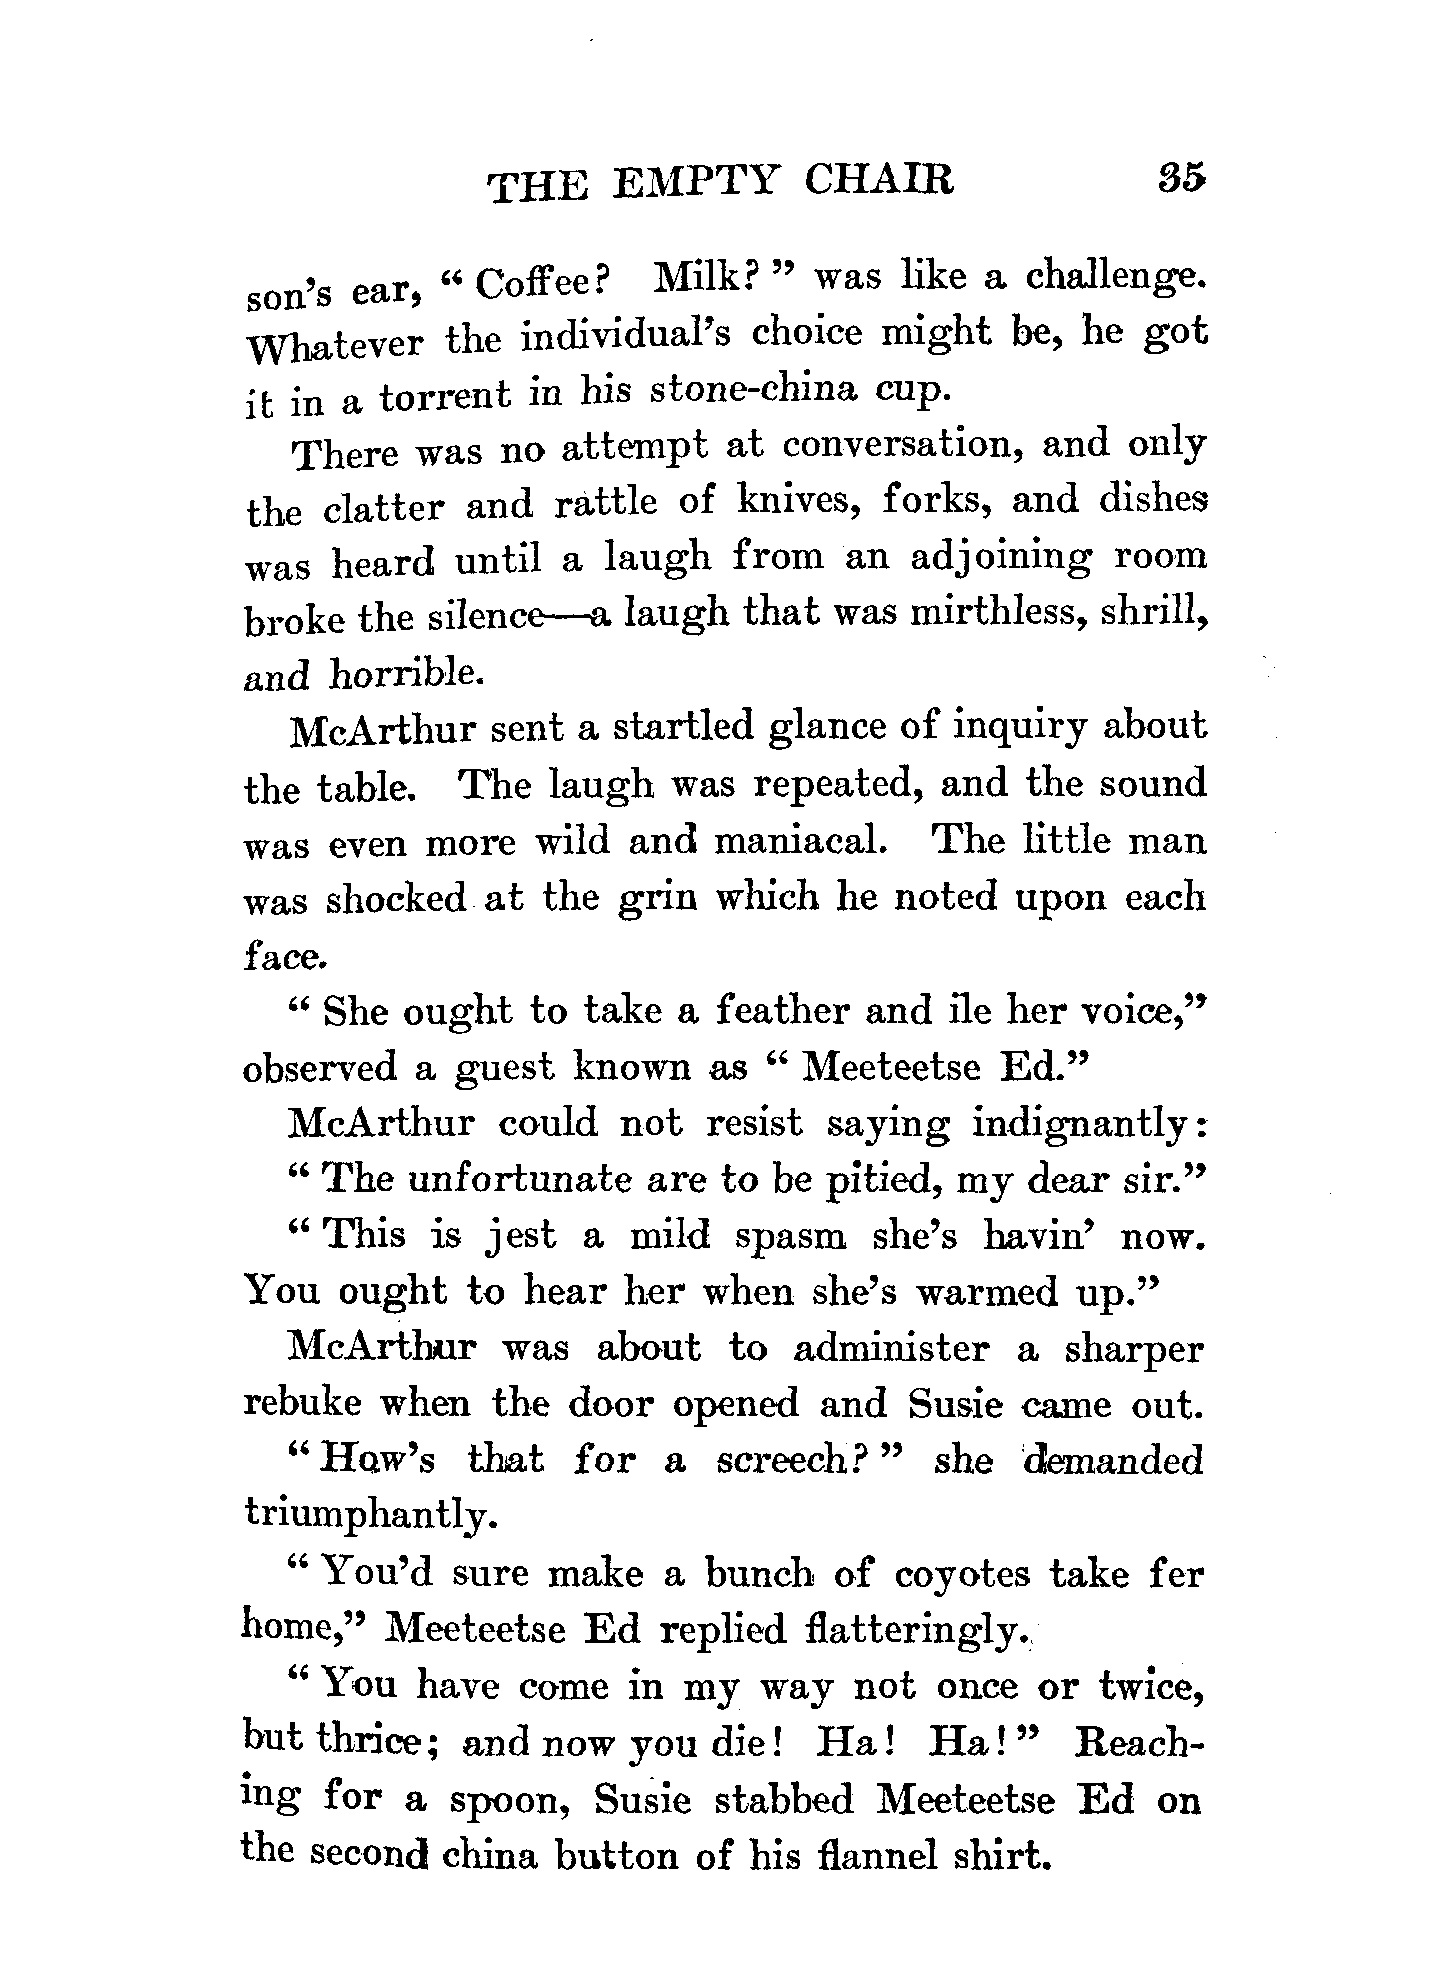 THE EMPTY CHAIR 35
son's ear, “ Coffee? Milk? ” was like a challenge.
Whatever the individual's choice might be, he got
it in a torrent in his stone-china cup.
There was no attempt at conversation, and only
the clatter and rattle of knives, forks, and dishes
was heard until a laugh from an adjoining room
broke the silence—a laugh that was mirthless, shrill,
and horrible.
McArthur sent a startled glance of inquiry about
the table. The laugh was repeated, and the sound
was even more wild and maniacal. The little man
was shocked at the grin which he noted upon each
face.
“ She ought to take a feather and ile her voice,”
observed a guest known as “ Meeteetse Ed.”
McArthur could not resist saying indignantly:
“ The unfortunate are to be pitied, my dear sir.”
“ This is jest a mild spasm she's havin' now.
You ought to hear her when she's warmed up.”
McArthur was about to administer a sharper
rebuke when the door opened and Susie came out.
“ How's that for a screech? ” she demanded
triumphantly.
“ You'd sure make a bunch of coyotes take fer
home,” Meeteetse Ed replied flatteringly.
“ You have come in my way not once or twice,
but thrice; and now you die! Ha! Ha! ” Reach-
ing for a spoon, Susie stabbed Meeteetse Ed on
the second china button of his flannel shirt.